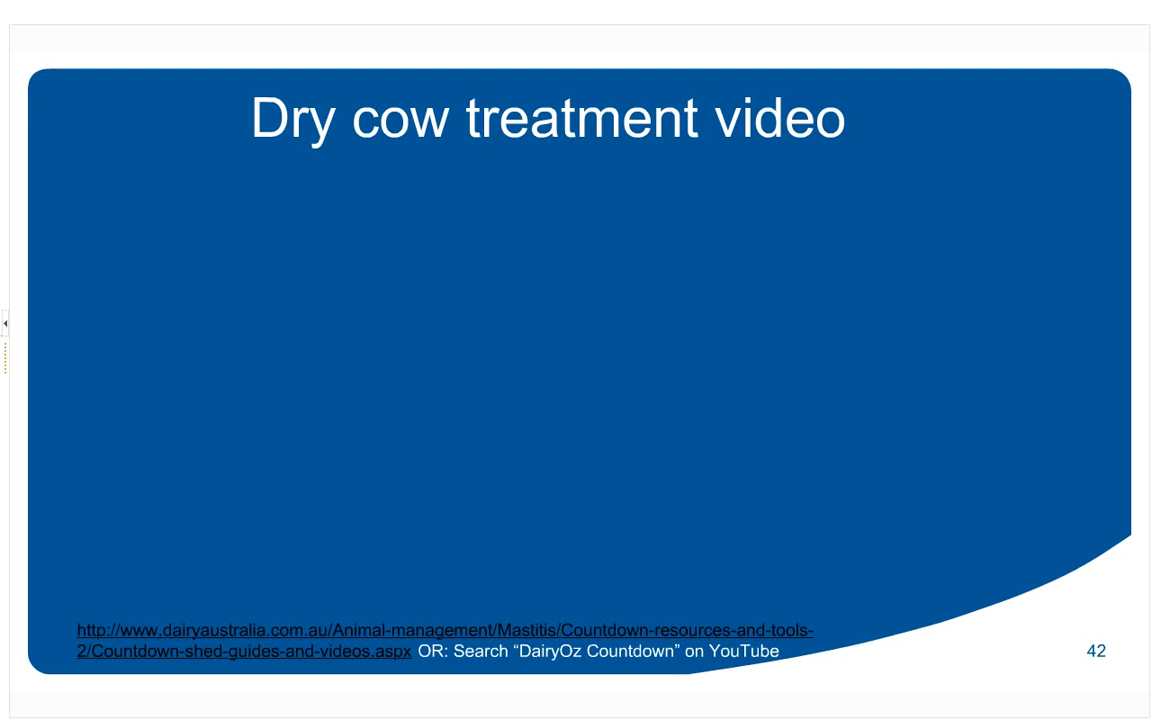 Dry cow treatment video
http://www.dairyaustralia.com.au/Animal-management/Mastitis/Countdown-resources-and-tools-
2/Countdown-shed-guides-and-videos.aspx OR: Search “DairyOz Countdown” on YouTube
42